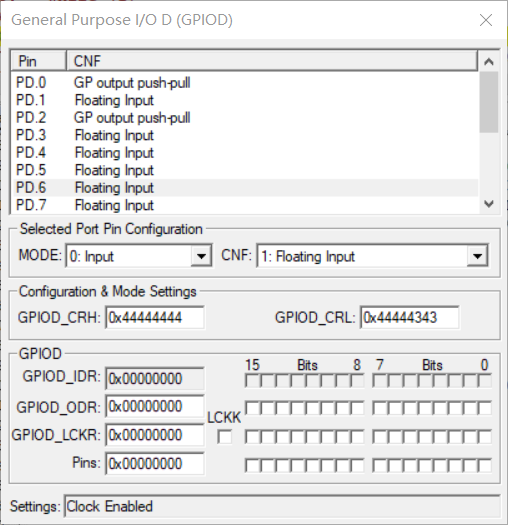 General Purpose I/O D (GPIOD)
Pin CNF
PD.0 GP output push-pull
PD.1 Floating Input
PD.2 GP output push-pull
PD.3 Floating Input
PD.4 Floating Input
PD.5 Floating Input
PD.6 Floating Input
PD.7 Floating Input
Selected Port Pin Configuration
MODE: 0: Input CNF: 1: Floating Input
Configuration & Mode Settings
GPIOD_CRH: 0x44444444 GPIOD_CRL: 0x44444343
GPIOD
15 Bits 8 7 Bits 0
GPIOD_IDR: 0x00000000
GPIOD_ODR: 0x00000000
LCKK
GPIOD_LCKR: 0x00000000
Pins: 0x00000000
Settings: Clock Enabled